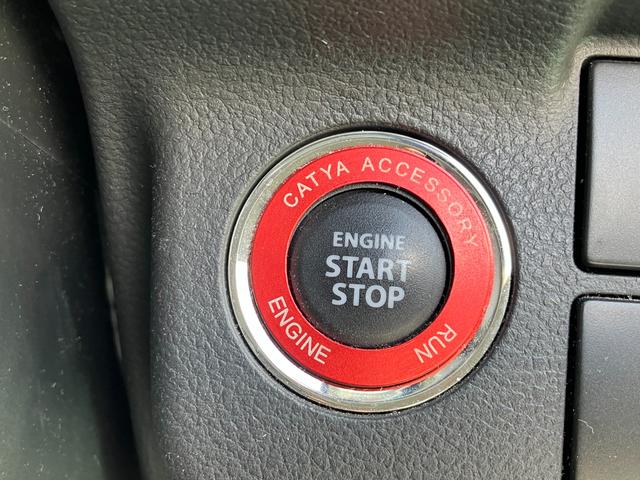 CATYA ACCESSORY
ENGINE
START
STOP
ENGINE RUN